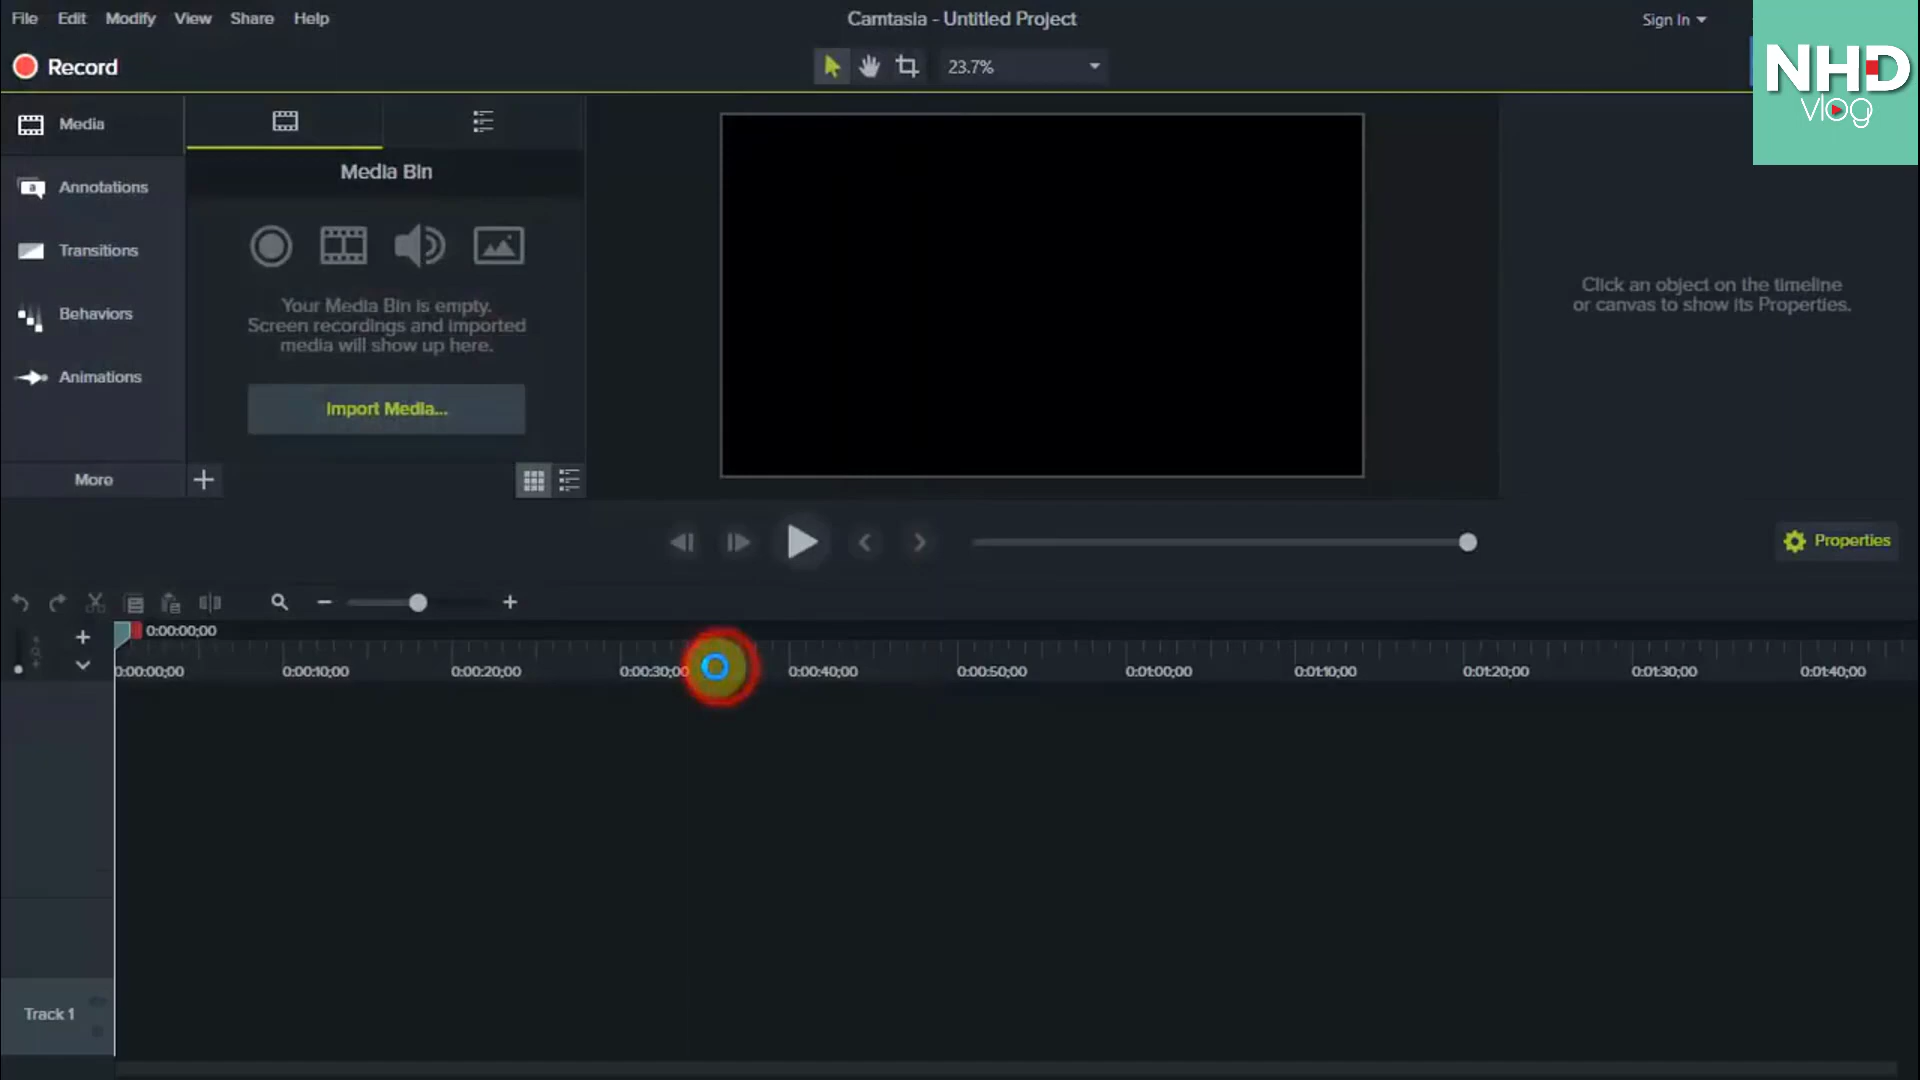 File Edit Modify View Share Help
Camtasia - Untitled Project
Sign In
Record
23.7%
NHD
Vlog
Media
Annotations
Transitions
Behaviors
Animations
More
Media Bin
Your Media Bin is empty.
Screen recordings and imported
media will show up here.
Import Media...
Click an object on the timeline
or canvas to show its Properties.
Properties
0:00:00;00
0:00:00;00 0:00:10;00 0:00:20;00 0:00:30;00 0:00:40;00 0:00:50;00 0:01:00;00 0:01:10;00 0:01:20;00 0:01:30;00 0:01:40;00
Track 1